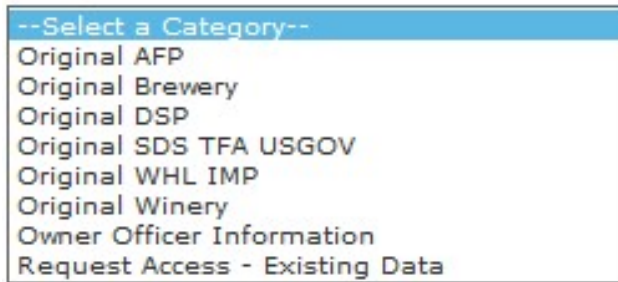 --Select a Category--
Original AFP
Original Brewery
Original DSP
Original SDS TFA USGOV
Original WHL IMP
Original Winery
Owner Officer Information
Request Access - Existing Data